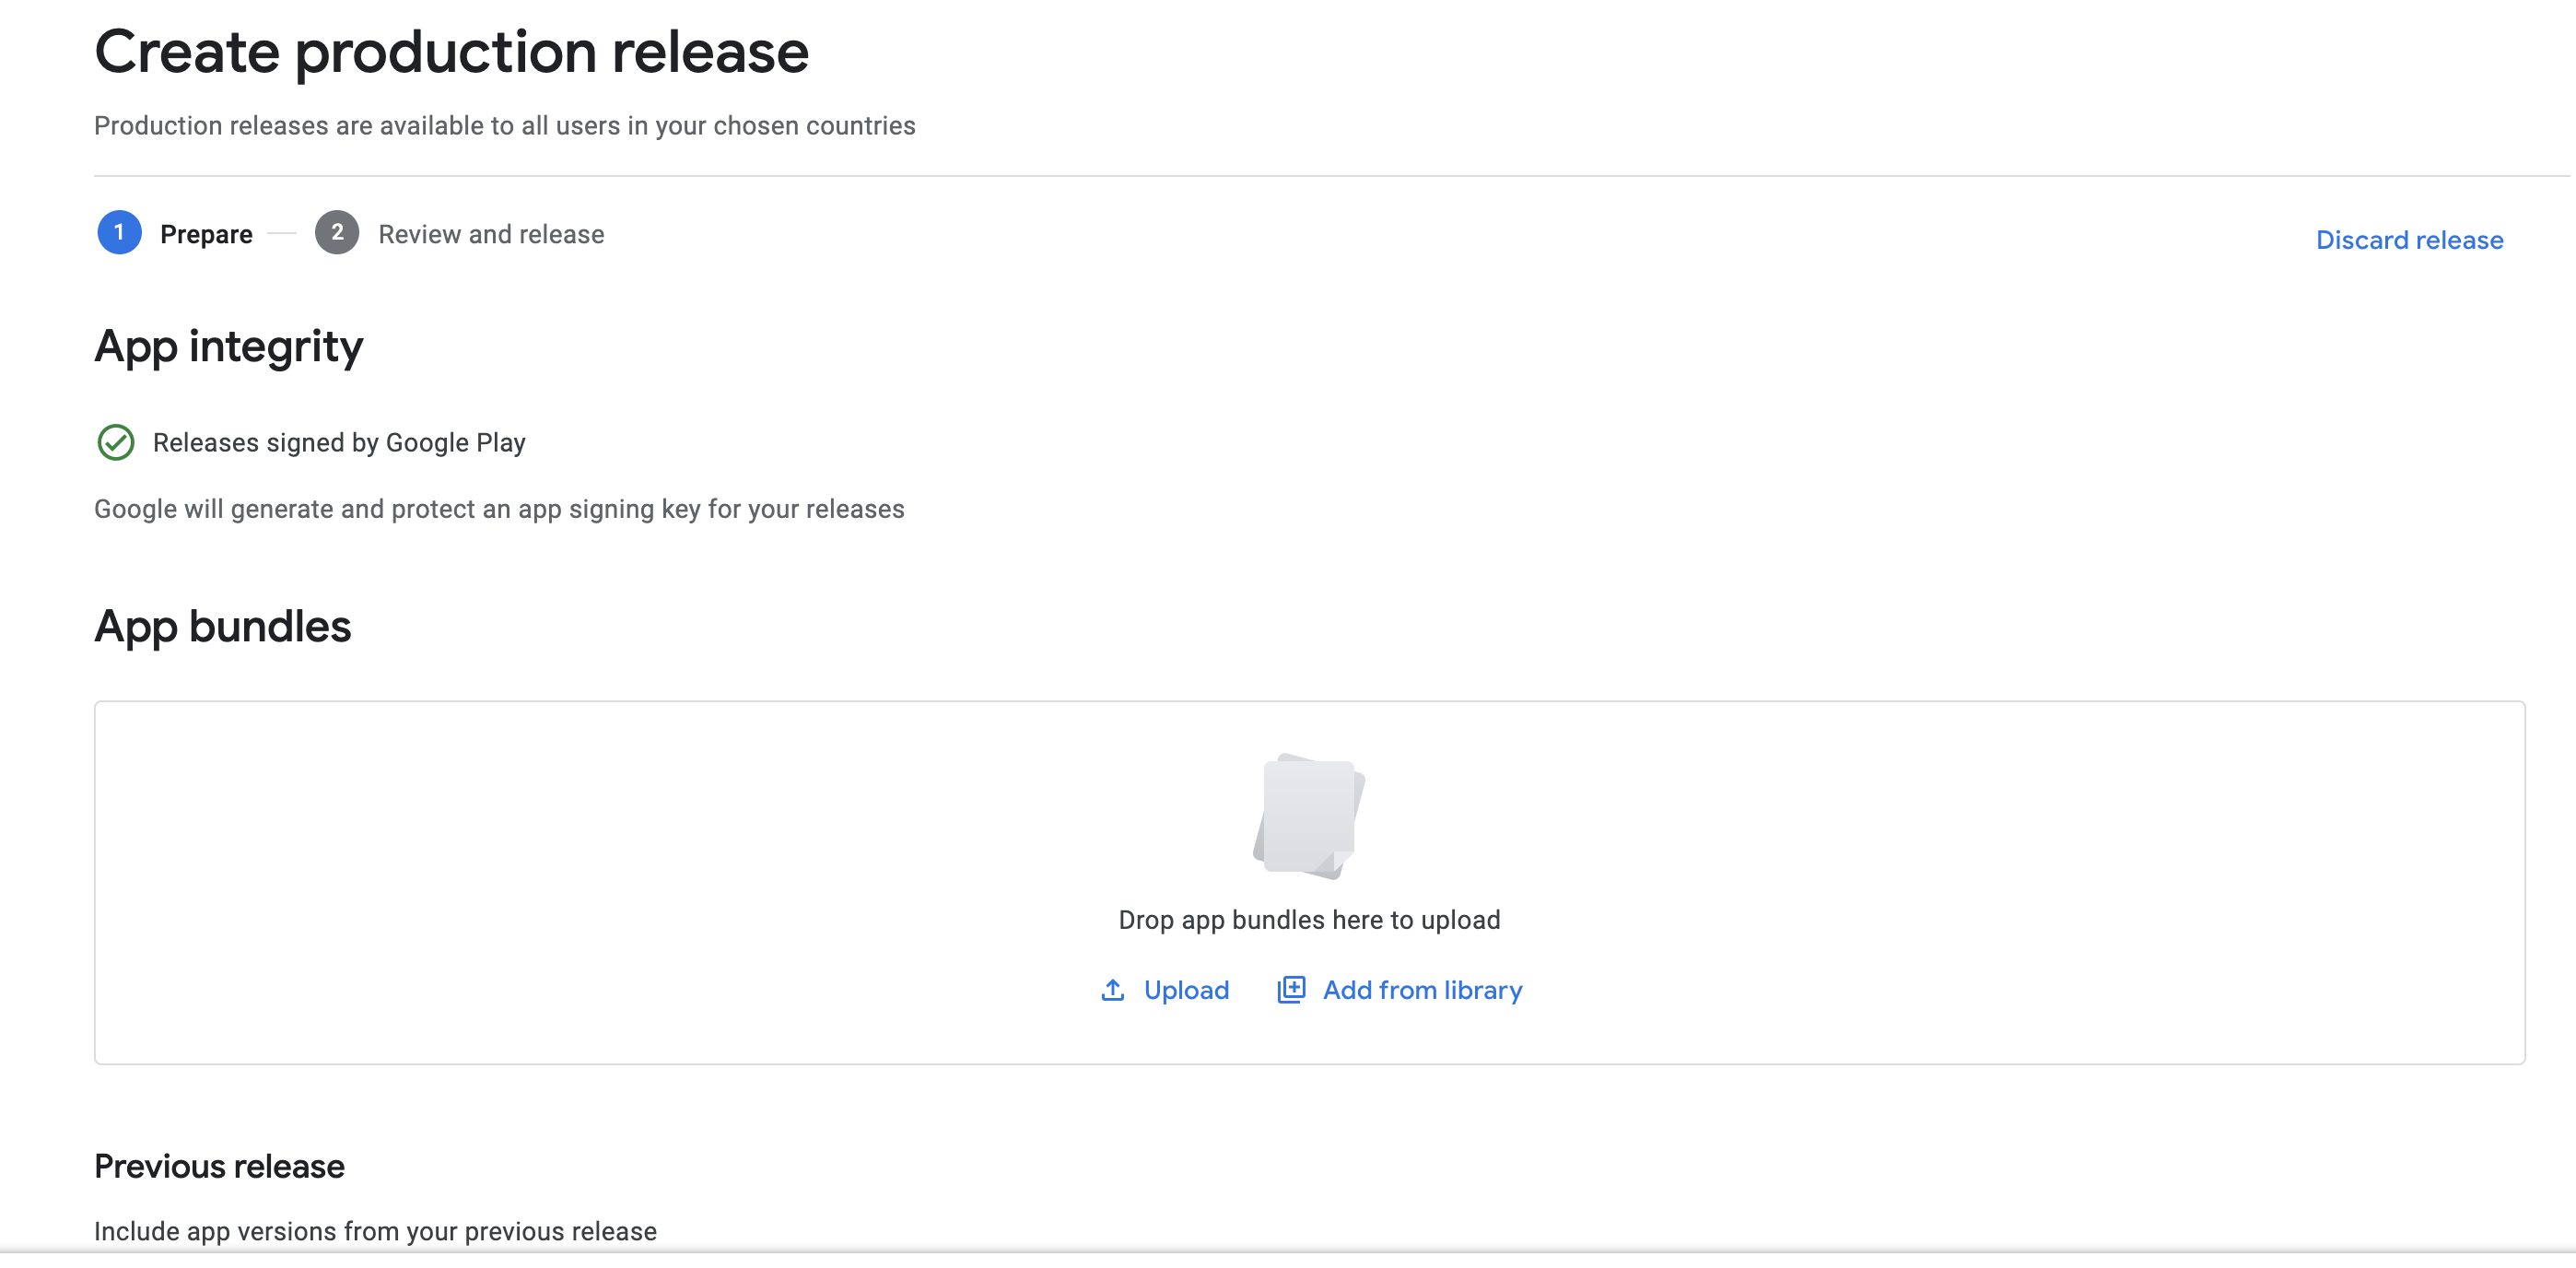 Create production release
Production releases are available to all users in your chosen countries
1 Prepare 2 Review and release
Discard release
App integrity
Releases signed by Google Play
Google will generate and protect an app signing key for your releases
App bundles
Drop app bundles here to upload
Upload Add from library
Previous release
Include app versions from your previous release